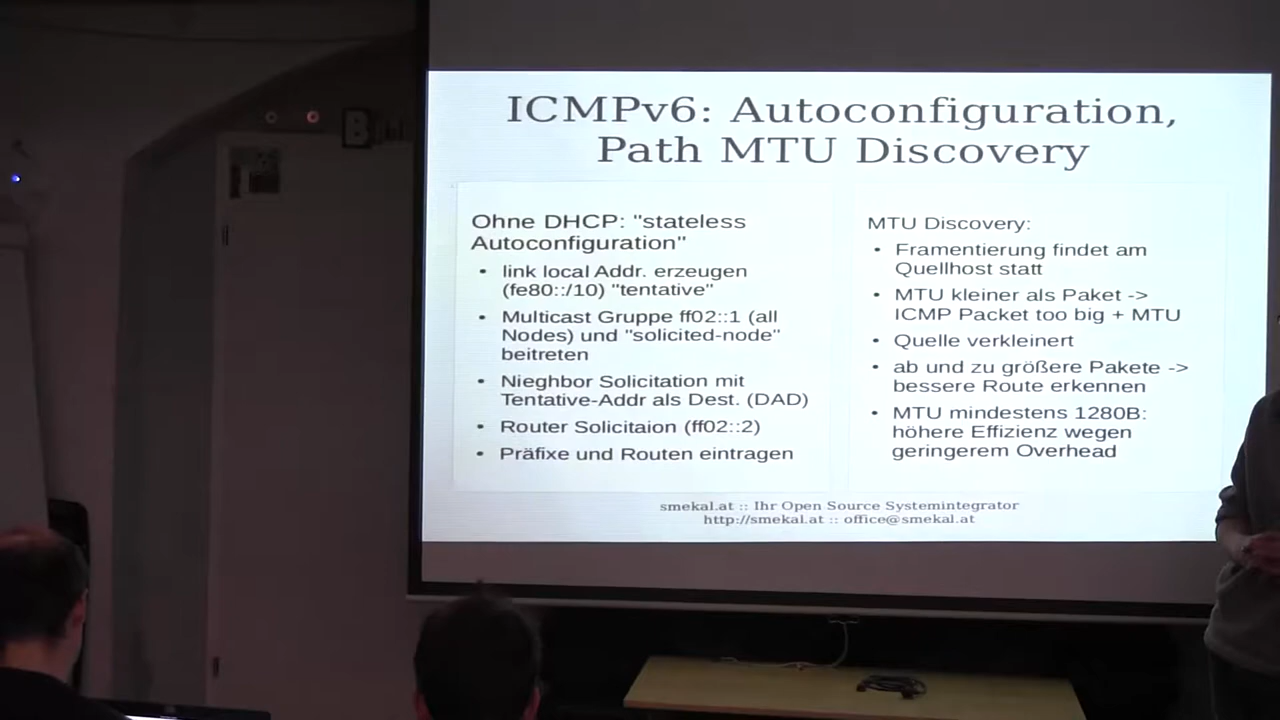 ICMPv6: Autoconfiguration,
Path MTU Discovery
Ohne DHCP: "stateless
Autoconfiguration"
• link local Addr. erzeugen
(fe80::/10) "tentative"
• Multicast Gruppe ff02::1 (all
Nodes) und "solicited-node"
beitreten
• Nieghbor Solicitation mit
Tentative-Addr als Dest. (DAD)
• Router Solicitaion (ff02::2)
• Präfixe und Routen eintragen
MTU Discovery:
• Framentierung findet am
Quellhost statt
• MTU kleiner als Paket ->
ICMP Packet too big + MTU
• Quelle verkleinert
• ab und zu größere Pakete ->
bessere Route erkennen
• MTU mindestens 1280B:
höhere Effizienz wegen
geringerem Overhead
smekal.at :: Ihr Open Source Systemintegrator
http://smekal.at :: office@smekal.at